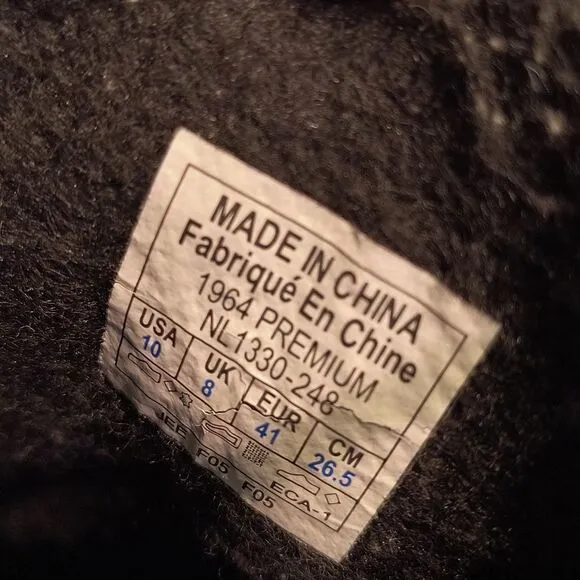 MADE IN CHINA
Fabriqué En Chine
1964 PREMIUM
NL1330-248
USA UK EUR CM
10 8 41 26.5
JEE F05 F05 ECA-1